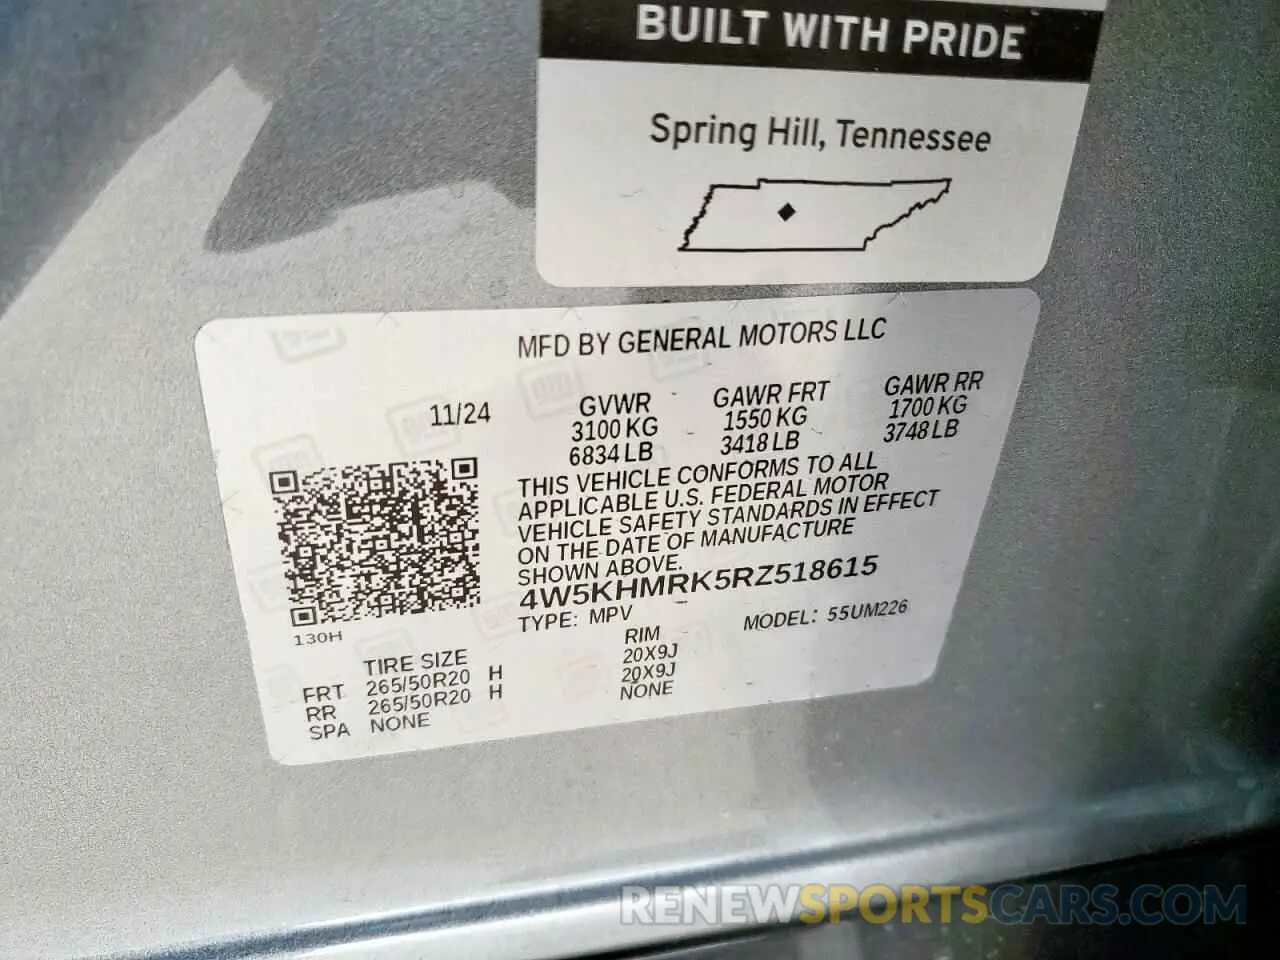 BUILT WITH PRIDE
Spring Hill, Tennessee
MFD BY GENERAL MOTORS LLC
11/24
GVWR GAWR FRT GAWR RR
3100 KG 1550 KG 1700 KG
6834 LB 3418 LB 3748 LB
THIS VEHICLE CONFORMS TO ALL
APPLICABLE U.S. FEDERAL MOTOR
VEHICLE SAFETY STANDARDS IN EFFECT
ON THE DATE OF MANUFACTURE
SHOWN ABOVE.
4W5KHMRK5RZ518615
TYPE: MPV MODEL: 55UM226
130H
TIRE SIZE RIM
FRT 265/50R20 H 20X9J
RR 265/50R20 H 20X9J
SPA NONE NONE
RENEWSPORTSCARS.COM